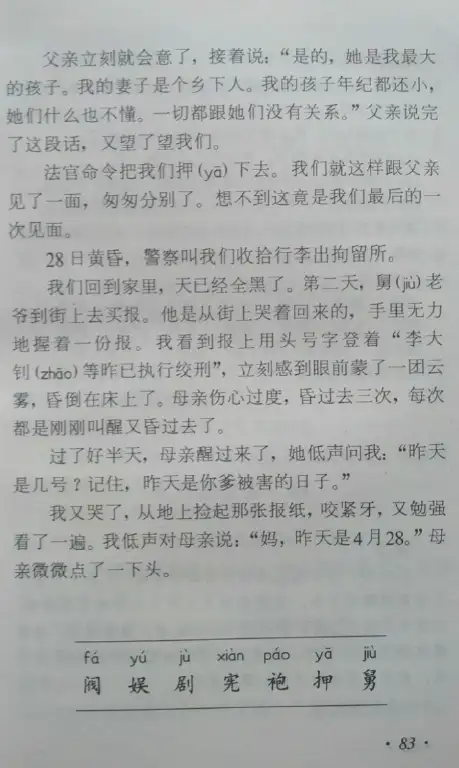 父亲立刻就会意了，接着说：“是的，她是我最大
的孩子。我的妻子是个乡下人。我的孩子年纪都还小，
她们什么也不懂。一切都跟她们没有关系。”父亲说完
了这段话，又望了望我们。
法官命令把我们押(yā)下去。我们就这样跟父亲
见了一面，匆匆分别了。想不到这竟是我们最后的一
次见面。
28日黄昏，警察叫我们收拾行李出拘留所。
我们回到家里，天已经全黑了。第二天，舅(jiù)老
爷到街上去买报。他是从街上哭着回来的，手里无力
地握着一份报。我看到报上用头号字登着“李大
钊(zhāo)等昨已执行绞刑”，立刻感到眼前蒙了一团云
雾，昏倒在床上了。母亲伤心过度，昏过去三次，每次
都是刚刚叫醒又昏过去了。
过了好半天，母亲醒过来了，她低声问我：“昨天
是几号？记住，昨天是你爹被害的日子。”
我又哭了，从地上捡起那张报纸，咬紧牙，又勉强
看了一遍。我低声对母亲说：“妈，昨天是4月28。”母
亲微微点了一下头。
fá yú jù xiàn páo yā jiù
阀 娱 剧 宪 袍 押 舅
·83·